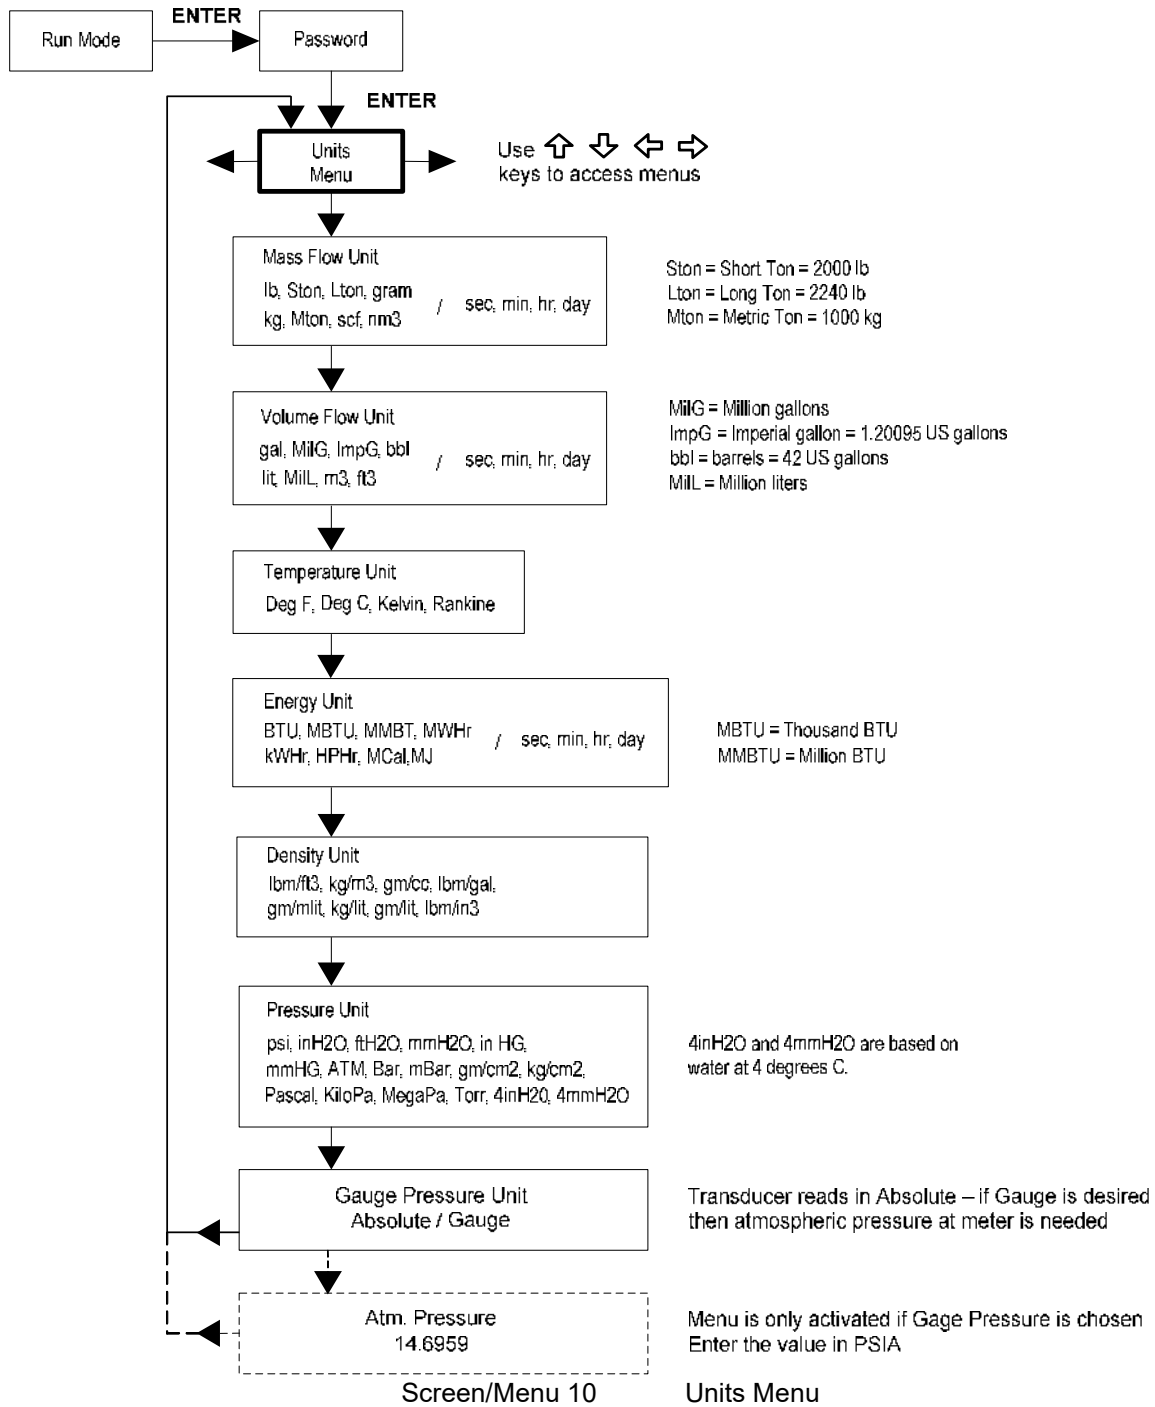 ENTER
Run Mode
Password
ENTER
Units
Menu
Use
keys to access menus
Mass Flow Unit
lb, Ston, Lton, gram
kg, Mton, scf, nm3
/ sec, min, hr, day
Ston = Short Ton = 2000 lb
Lton = Long Ton = 2240 lb
Mton = Metric Ton = 1000 kg
Volume Flow Unit
gal, MilG, ImpG, bbl
lit, MilL, m3, ft3
/ sec, min, hr, day
MilG = Million gallons
ImpG = Imperial gallon = 1.20095 US gallons
bbl = barrels = 42 US gallons
MilL = Million liters
Temperature Unit
Deg F, Deg C, Kelvin, Rankine
Energy Unit
BTU, MBTU, MMBT, MWHr
kWHr, HPHr, MCal,MJ
/ sec, min, hr, day
MBTU = Thousand BTU
MMBTU = Million BTU
Density Unit
lbm/ft3, kg/m3, gm/cc, lbm/gal,
gm/mlit, kg/lit, gm/lit, lbm/in3
Pressure Unit
psi, inH2O, ftH2O, mmH2O, in HG,
mmHG, ATM, Bar, mBar, gm/cm2, kg/cm2,
Pascal, KiloPa, MegaPa, Torr, 4inH20, 4mmH2O
4inH2O and 4mmH2O are based on
water at 4 degrees C.
Gauge Pressure Unit
Absolute / Gauge
Transducer reads in Absolute – if Gauge is desired
then atmospheric pressure at meter is needed
Atm. Pressure
14.6959
Menu is only activated if Gage Pressure is chosen
Enter the value in PSIA
Screen/Menu 10 Units Menu